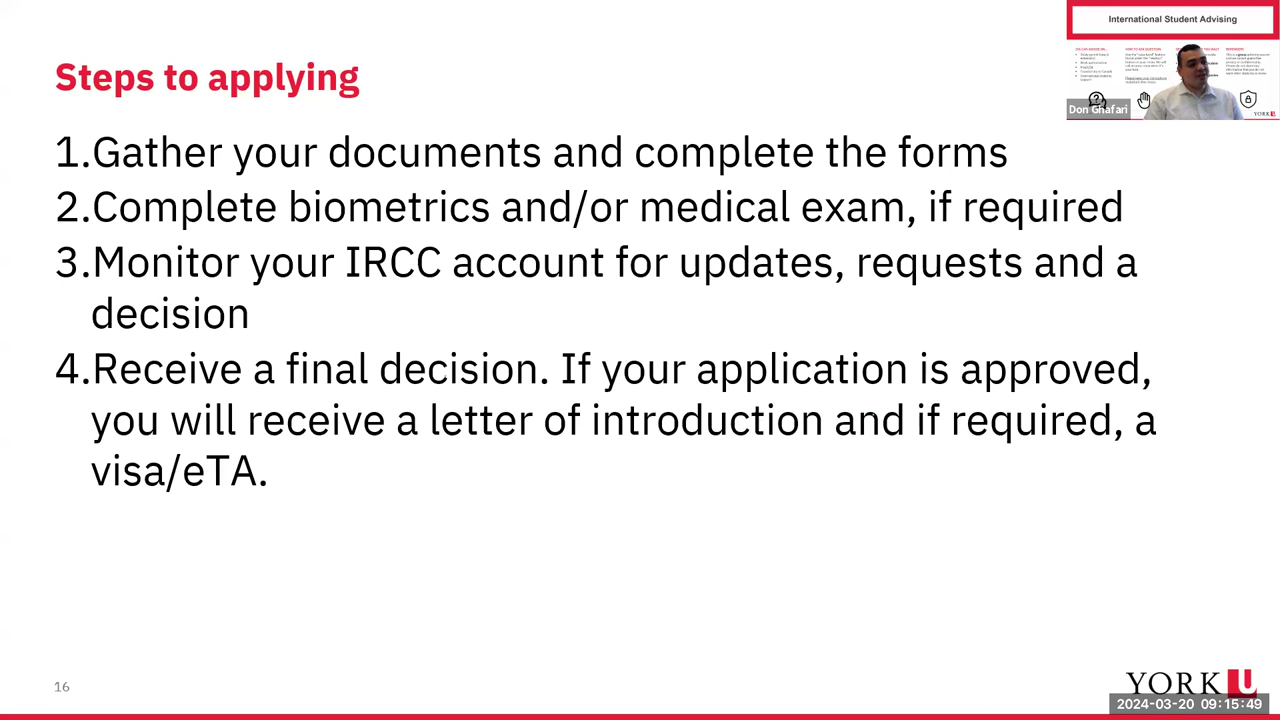 International Student Advising
Steps to applying
Don Ghafari
1.Gather your documents and complete the forms
2.Complete biometrics and/or medical exam, if required
3.Monitor your IRCC account for updates, requests and a
decision
4.Receive a final decision. If your application is approved,
you will receive a letter of introduction and if required, a
visa/eTA.
16
YORK U
2024-03-20 09:15:49